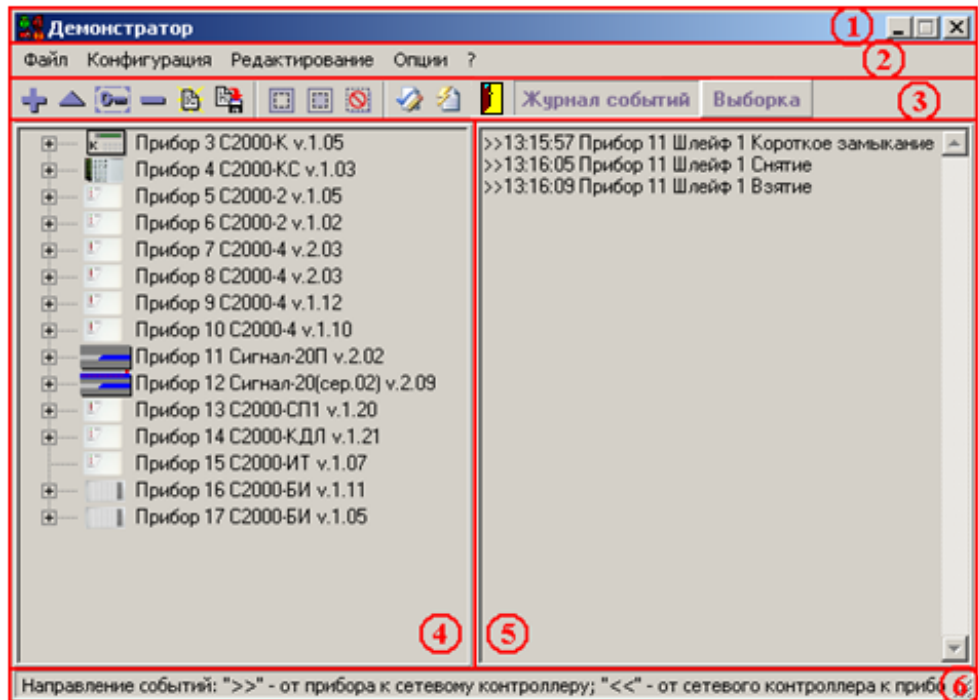 Демонстратор 1
Файл Конфигурация Редактирование Опции ? 2
Журнал событий Выборка 3
Прибор 3 С2000-К v.1.05
Прибор 4 С2000-КС v.1.03
Прибор 5 С2000-2 v.1.05
Прибор 6 С2000-2 v.1.02
Прибор 7 С2000-4 v.2.03
Прибор 8 С2000-4 v.2.03
Прибор 9 С2000-4 v.1.12
Прибор 10 С2000-4 v.1.10
Прибор 11 Сигнал-20П v.2.02
Прибор 12 Сигнал-20(сер.02) v.2.09
Прибор 13 С2000-СП1 v.1.20
Прибор 14 С2000-КДЛ v.1.21
Прибор 15 С2000-ИТ v.1.07
Прибор 16 С2000-БИ v.1.11
Прибор 17 С2000-БИ v.1.05
4
>>13:15:57 Прибор 11 Шлейф 1 Короткое замыкание
>>13:16:05 Прибор 11 Шлейф 1 Снятие
>>13:16:09 Прибор 11 Шлейф 1 Взятие
5
Направление событий: ">>" - от прибора к сетевому контроллеру; "<<" - от сетевого контроллера к прибо 6